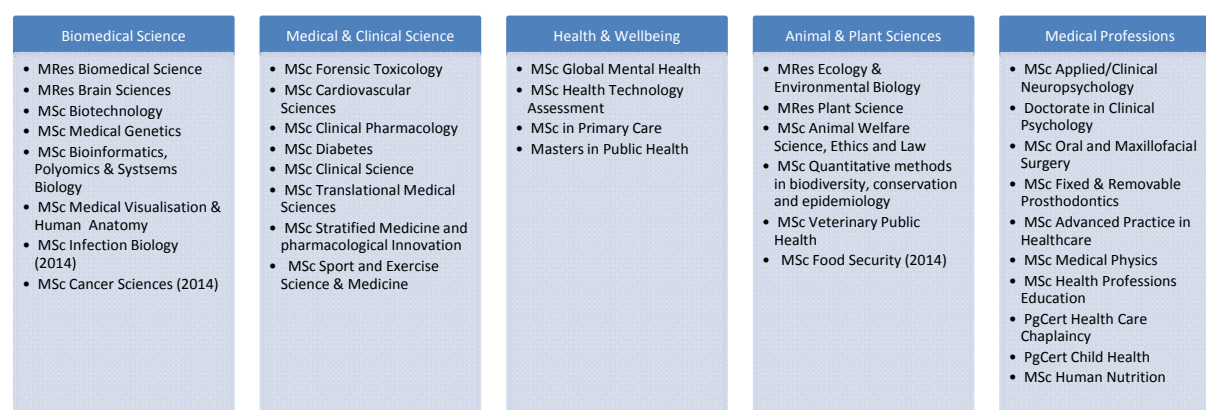 Biomedical Science
• MRes Biomedical Science
• MRes Brain Sciences
• MSc Biotechnology
• MSc Medical Genetics
• MSc Bioinformatics,
Polyomics & Systsems
Biology
• MSc Medical Visualisation &
Human Anatomy
• MSc Infection Biology
(2014)
• MSc Cancer Sciences (2014)
Medical & Clinical Science
• MSc Forensic Toxicology
• MSc Cardiovascular
Sciences
• MSc Clinical Pharmacology
• MSc Diabetes
• MSc Clinical Science
• MSc Translational Medical
Sciences
• MSc Stratified Medicine and
pharmacological Innovation
• MSc Sport and Exercise
Science & Medicine
Health & Wellbeing
• MSc Global Mental Health
• MSc Health Technology
Assessment
• MSc in Primary Care
• Masters in Public Health
Animal & Plant Sciences
• MRes Ecology &
Environmental Biology
• MRes Plant Science
• MSc Animal Welfare
Science, Ethics and Law
• MSc Quantitative methods
in biodiversity, conservation
and epidemiology
• MSc Veterinary Public
Health
• MSc Food Security (2014)
Medical Professions
• MSc Applied/Clinical
Neuropsychology
• Doctorate in Clinical
Psychology
• MSc Oral and Maxillofacial
Surgery
• MSc Fixed & Removable
Prosthodontics
• MSc Advanced Practice in
Healthcare
• MSc Medical Physics
• MSc Health Professions
Education
• PgCert Health Care
Chaplaincy
• PgCert Child Health
• MSc Human Nutrition